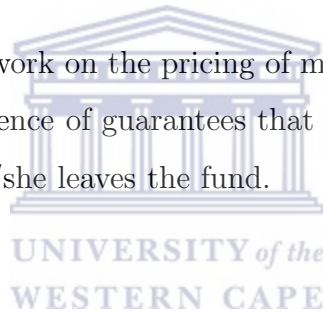 work on the pricing of m
ence of guarantees that
/she leaves the fund.
UNIVERSITY of the
WESTERN CAPE